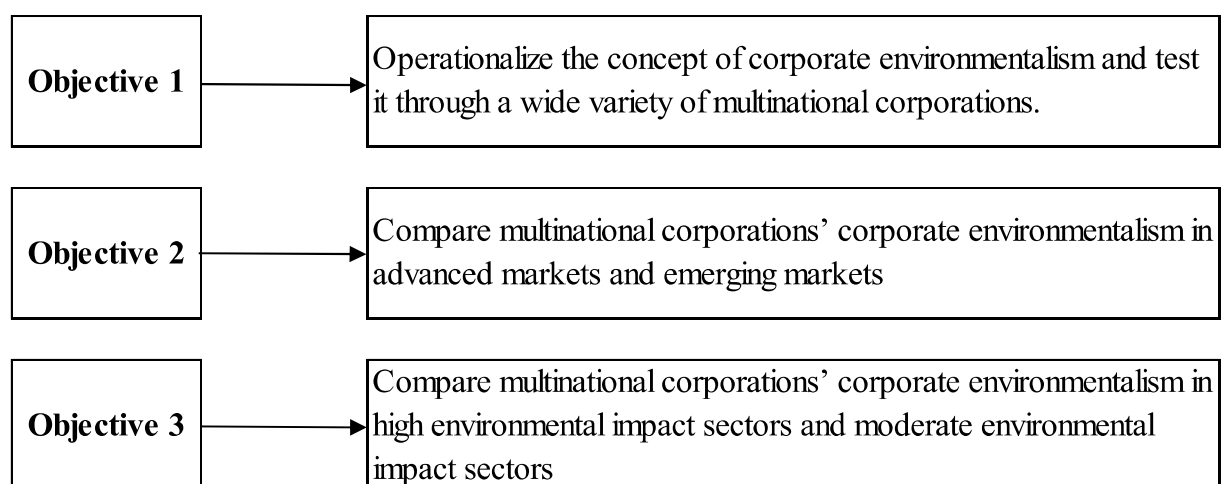 Objective 1
Operationalize the concept of corporate environmentalism and test
it through a wide variety of multinational corporations.
Objective 2
Compare multinational corporations’ corporate environmentalism in
advanced markets and emerging markets
Objective 3
Compare multinational corporations’ corporate environmentalism in
high environmental impact sectors and moderate environmental
impact sectors